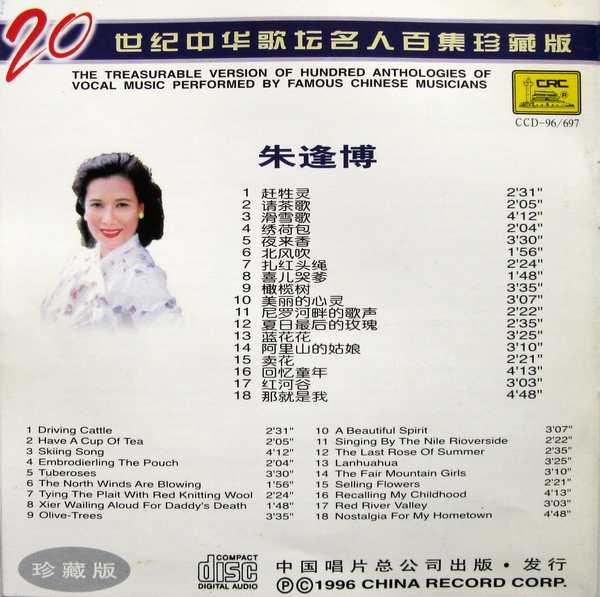 20世纪中华歌坛名人百集珍藏版
THE TREASURABLE VERSION OF HUNDRED ANTHOLOGIES OF
VOCAL MUSIC PERFORMED BY FAMOUS CHINESE MUSICIANS
CRC
®
CCD-96/697
朱逢博
1 赶牲灵 2'31"
2 请茶歌 2'05"
3 滑雪歌 4'12"
4 绣荷包 2'04"
5 夜来香 3'30"
6 北风吹 1'56"
7 扎红头绳 2'24"
8 喜儿哭爹 1'48"
9 橄榄树 3'35"
10 美丽的心灵 3'07"
11 尼罗河畔的歌声 2'22"
12 夏日最后的玫瑰 2'35"
13 蓝花花 3'25"
14 阿里山的姑娘 3'10"
15 卖花 2'21"
16 回忆童年 4'13"
17 红河谷 3'03"
18 那就是我 4'48"
1 Driving Cattle 2'31"
2 Have A Cup Of Tea 2'05"
3 Skiing Song 4'12"
4 Embrodierling The Pouch 2'04"
5 Tuberoses 3'30"
6 The North Winds Are Blowing 1'56"
7 Tying The Plait With Red Knitting Wool 2'24"
8 Xier Wailing Aloud For Daddy's Death 1'48"
9 Olive-Trees 3'35"
10 A Beautiful Spirit 3'07"
11 Singing By The Nile Rioverside 2'22"
12 The Last Rose Of Summer 2'35"
13 Lanhuahua 3'25"
14 The Fair Mountain Girls 3'10"
15 Selling Flowers 2'21"
16 Recalling My Childhood 4'13"
17 Red River Valley 3'03"
18 Nostalgia For My Hometown 4'48"
珍藏版
COMPACT
disc
DIGITAL AUDIO
中国唱片总公司出版·发行
Ⓟ©1996 CHINA RECORD CORP.